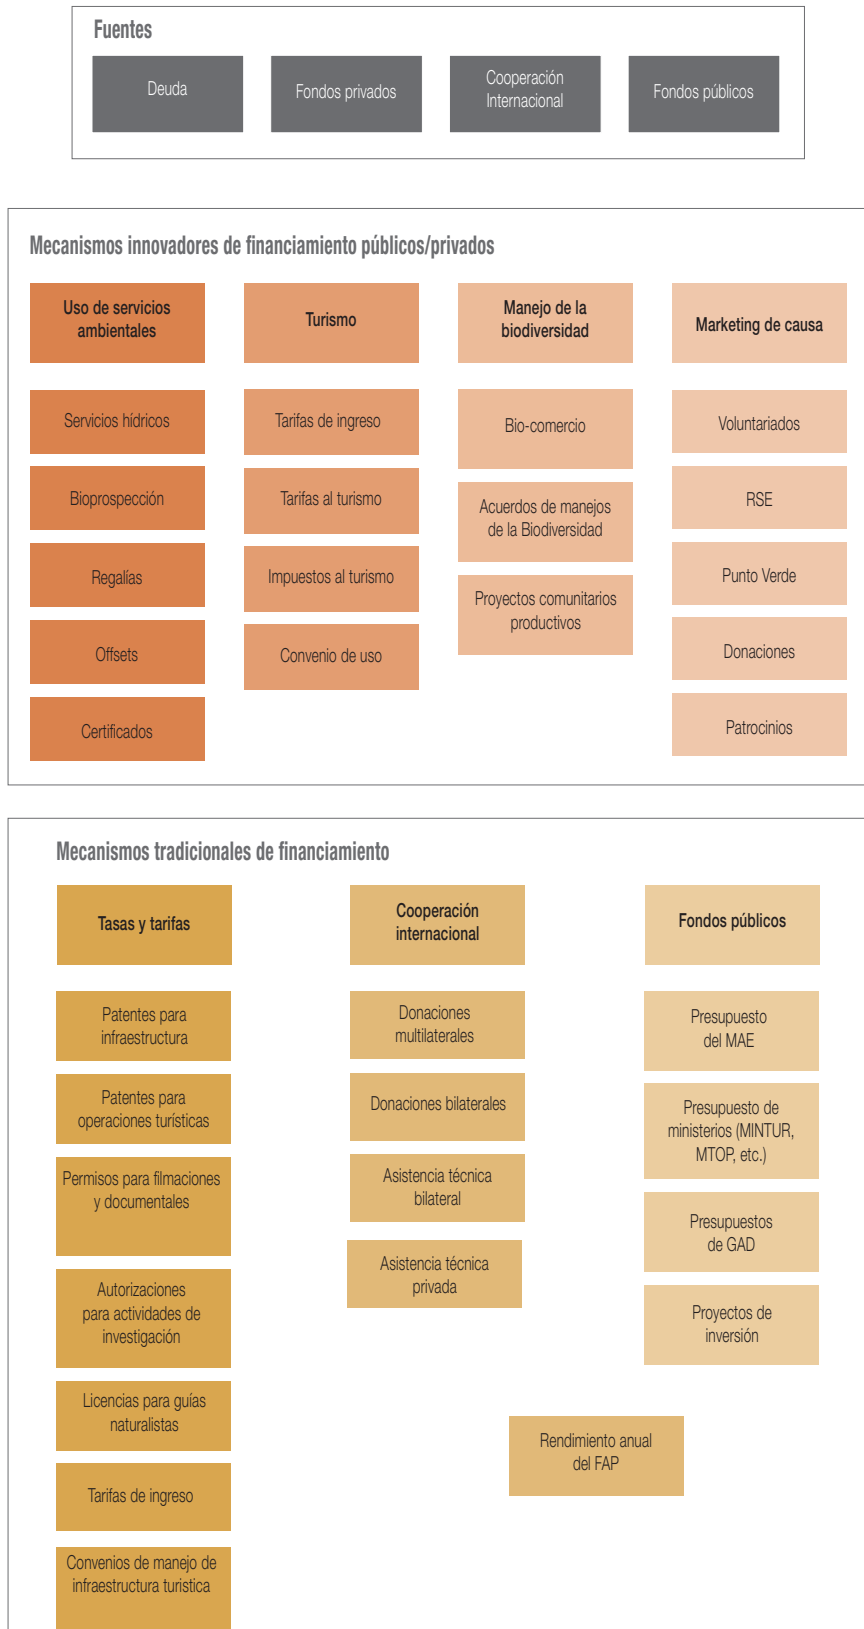 Fuentes
Deuda
Fondos privados
Cooperación
Internacional
Fondos públicos
Mecanismos innovadores de financiamiento públicos/privados
Uso de servicios
ambientales
Servicios hídricos
Bioprospección
Regalías
Offsets
Certificados
Turismo
Tarifas de ingreso
Tarifas al turismo
Impuestos al turismo
Convenio de uso
Manejo de la
biodiversidad
Bio-comercio
Acuerdos de manejos
de la Biodiversidad
Proyectos comunitarios
productivos
Marketing de causa
Voluntariados
RSE
Punto Verde
Donaciones
Patrocinios
Mecanismos tradicionales de financiamiento
Tasas y tarifas
Patentes para
infraestructura
Patentes para
operaciones turísticas
Permisos para filmaciones
y documentales
Autorizaciones
para actividades de
investigación
Licencias para guías
naturalistas
Tarifas de ingreso
Convenios de manejo de
infraestructura turistica
Cooperación
internacional
Donaciones
multilaterales
Donaciones bilaterales
Asistencia técnica
bilateral
Asistencia técnica
privada
Fondos públicos
Presupuesto
del MAE
Presupuesto de
ministerios (MINTUR,
MTOP, etc.)
Presupuestos
de GAD
Proyectos de
inversión
Rendimiento anual
del FAP